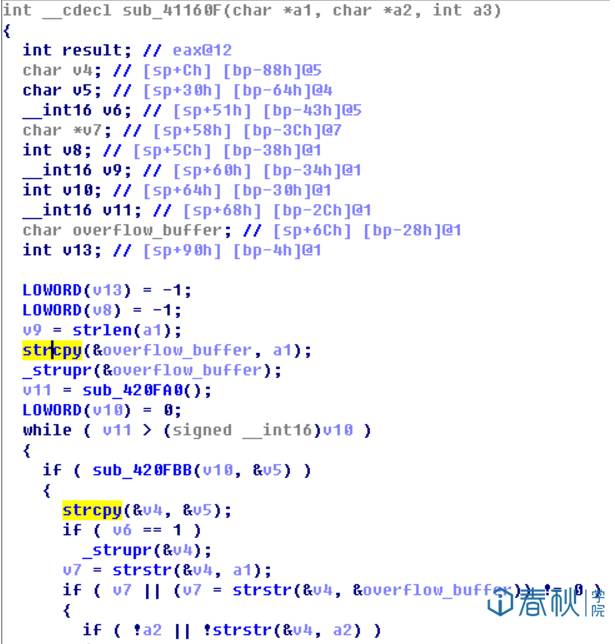 int __cdecl sub_41160F(char *a1, char *a2, int a3)
{
int result; // eax@12
char v4; // [sp+Ch] [bp-88h]@5
char v5; // [sp+30h] [bp-64h]@4
__int16 v6; // [sp+51h] [bp-43h]@5
char *v7; // [sp+58h] [bp-3Ch]@7
int v8; // [sp+5Ch] [bp-38h]@1
__int16 v9; // [sp+60h] [bp-34h]@1
int v10; // [sp+64h] [bp-30h]@1
__int16 v11; // [sp+68h] [bp-2Ch]@1
char overflow_buffer; // [sp+6Ch] [bp-28h]@1
int v13; // [sp+90h] [bp-4h]@1
LOWORD(v13) = -1;
LOWORD(v8) = -1;
v9 = strlen(a1);
strcpy(&overflow_buffer, a1);
_strupr(&overflow_buffer);
v11 = sub_420FA0();
LOWORD(v10) = 0;
while ( v11 > (signed __int16)v10 )
{
if ( sub_420FBB(v10, &v5) )
{
strcpy(&v4, &v5);
if ( v6 == 1 )
_strupr(&v4);
v7 = strstr(&v4, a1);
if ( v7 || (v7 = strstr(&v4, &overflow_buffer)) != 0 )
{
if ( !a2 || !strstr(&v4, a2) )
春秋学院